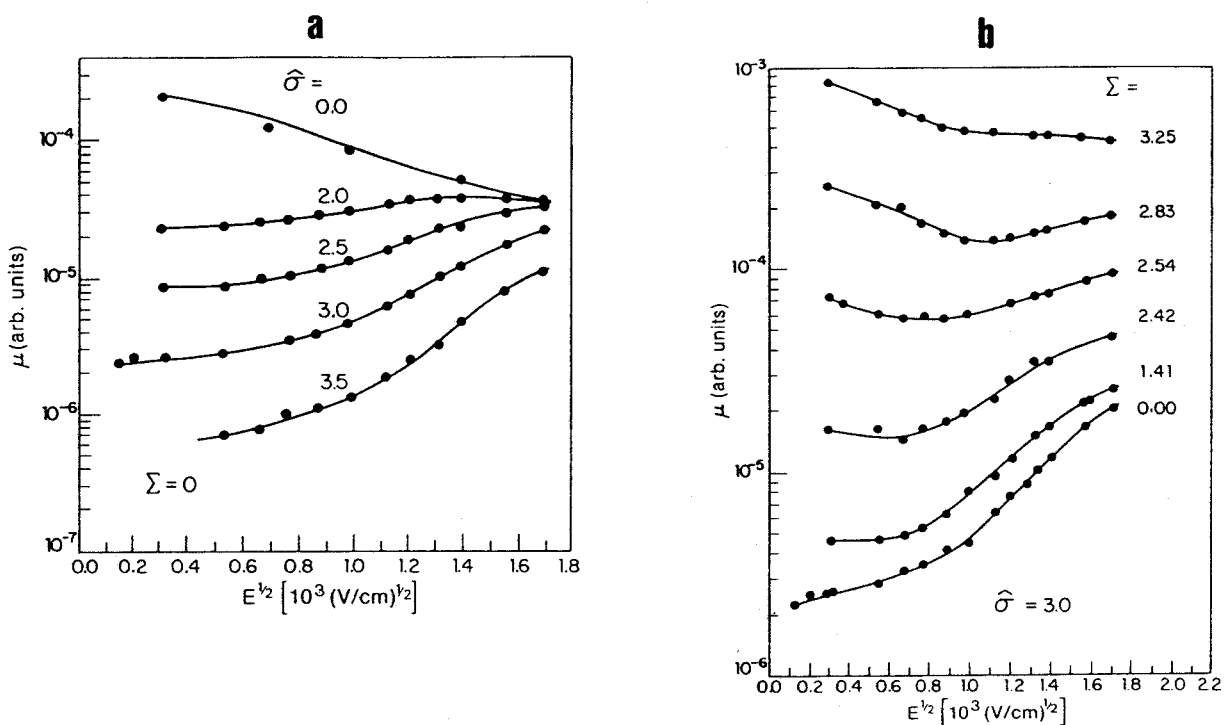 a
σ̂ =
0.0
2.0
2.5
3.0
3.5
Σ = 0
10⁻⁴
10⁻⁵
10⁻⁶
10⁻⁷
μ (arb. units)
0.0 0.2 0.4 0.6 0.8 1.0 1.2 1.4 1.6 1.8
E^½ [10³ (V/cm)^½]
b
Σ =
3.25
2.83
2.54
2.42
1.41
0.00
σ̂ = 3.0
10⁻³
10⁻⁴
10⁻⁵
10⁻⁶
μ (arb. units)
0.0 0.2 0.4 0.6 0.8 1.0 1.2 1.4 1.6 1.8 2.0 2.2
E^½ [10³ (V/cm)^½]